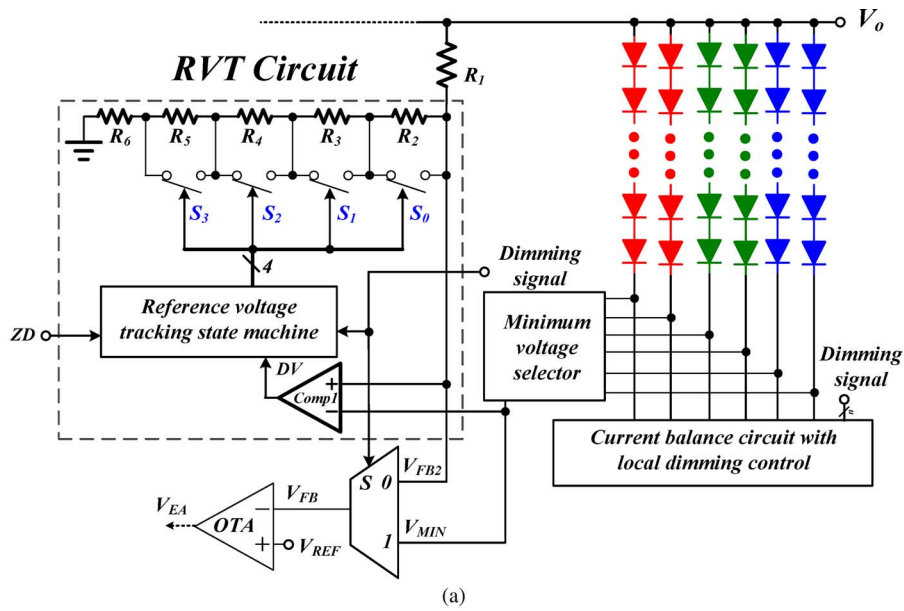 V_o
RVT Circuit
R_1
R_6
R_5
R_4
R_3
R_2
S_3
S_2
S_1
S_0
4
Dimming
signal
Reference voltage
tracking state machine
ZD
DV
Comp1
+
−
Minimum
voltage
selector
Dimming
signal
≈
Current balance circuit with
local dimming control
S 0
V_FB2
V_FB
V_EA
OTA
−
+
V_REF
V_MIN
1
(a)